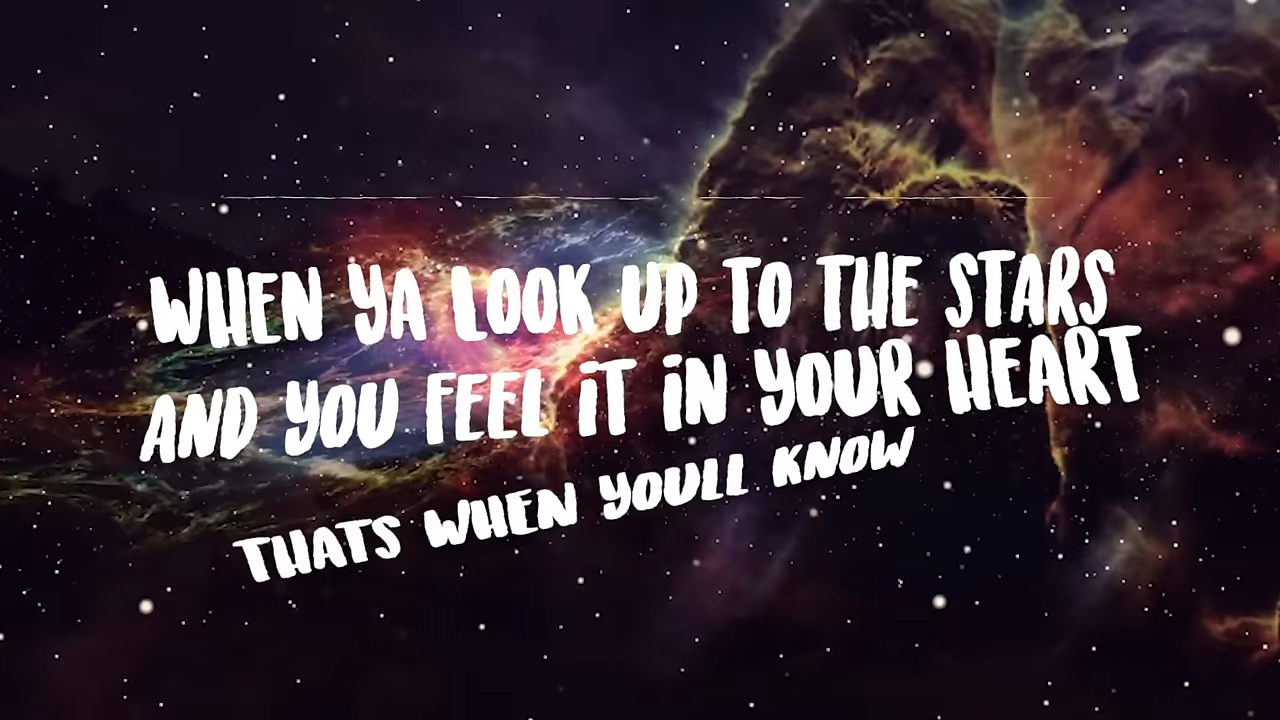 WHEN YA LOOK UP TO THE STARS
AND YOU FEEL iT iN YOUR HEART
THATS WHEN YOULL KNOW